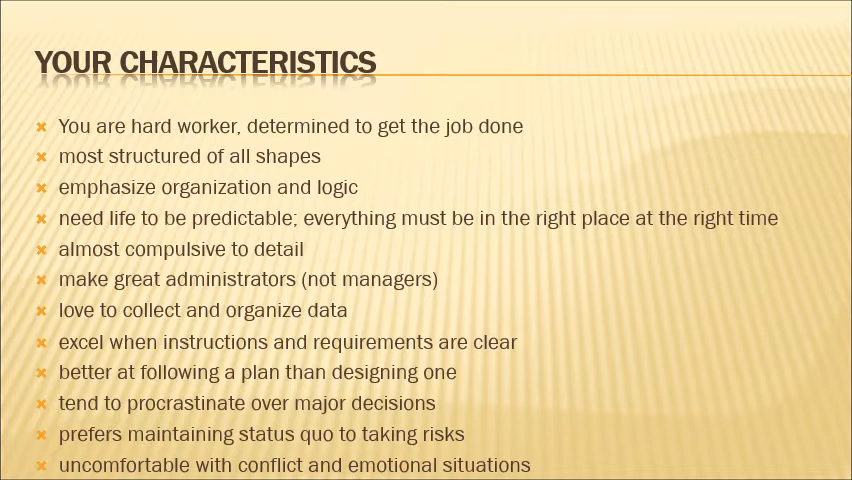 YOUR CHARACTERISTICS
You are hard worker, determined to get the job done
most structured of all shapes
emphasize organization and logic
need life to be predictable; everything must be in the right place at the right time
almost compulsive to detail
make great administrators (not managers)
love to collect and organize data
excel when instructions and requirements are clear
better at following a plan than designing one
tend to procrastinate over major decisions
prefers maintaining status quo to taking risks
uncomfortable with conflict and emotional situations